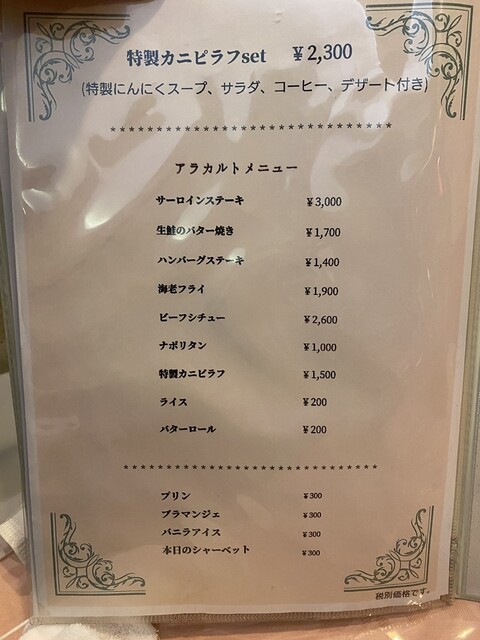 特製カニピラフset ￥2,300
(特製にんにくスープ、サラダ、コーヒー、デザート付き)
******************************
アラカルトメニュー
サーロインステーキ ￥3,000
生鮭のバター焼き ￥1,700
ハンバーグステーキ ￥1,400
海老フライ ￥1,900
ビーフシチュー ￥2,600
ナポリタン ￥1,000
特製カニピラフ ￥1,500
ライス ￥200
バターロール ￥200
******************************
プリン ￥300
ブラマンジェ ￥300
バニラアイス ￥300
本日のシャーベット ￥300
税別価格です。